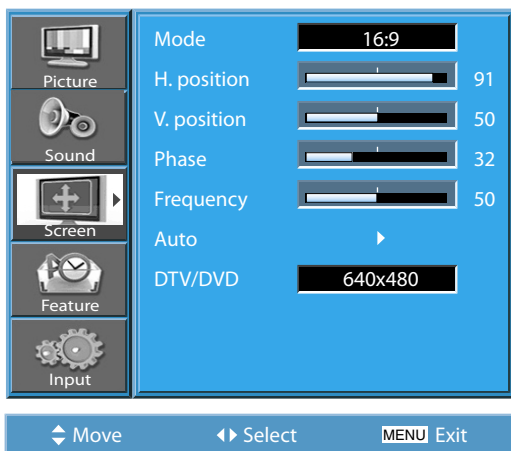 Picture
Sound
Screen
Feature
Input
Mode 16:9
H. position 91
V. position 50
Phase 32
Frequency 50
Auto
DTV/DVD 640x480
Move Select MENU Exit